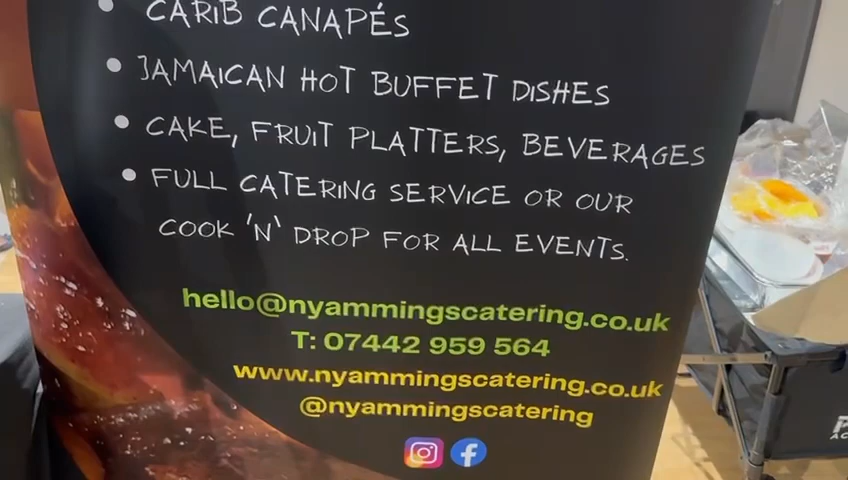 • CARIB CANAPÉS
• JAMAICAN HOT BUFFET DISHES
• CAKE, FRUIT PLATTERS, BEVERAGES
• FULL CATERING SERVICE OR OUR
COOK 'N' DROP FOR ALL EVENTS.
hello@nyammingscatering.co.uk
T: 07442 959 564
www.nyammingscatering.co.uk
@nyammingscatering